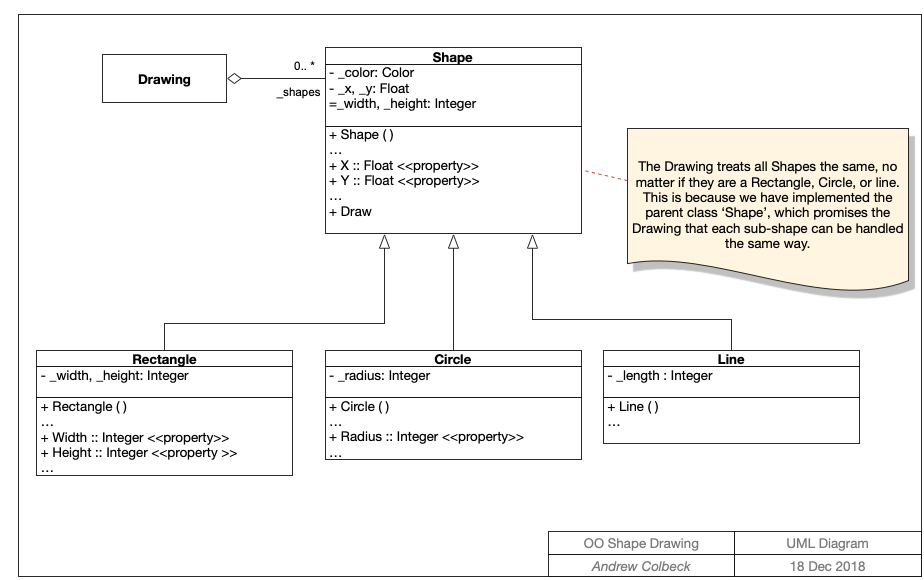 Drawing
0.. *
_shapes
Shape
- _color: Color
- _x, _y: Float
=_width, _height: Integer
+ Shape ( )
...
+ X :: Float <<property>>
+ Y :: Float <<property>>
...
+ Draw
The Drawing treats all Shapes the same, no
matter if they are a Rectangle, Circle, or line.
This is because we have implemented the
parent class ‘Shape’, which promises the
Drawing that each sub-shape can be handled
the same way.
Rectangle
- _width, _height: Integer
+ Rectangle ( )
...
+ Width :: Integer <<property>>
+ Height :: Integer <<property >>
...
Circle
- _radius: Integer
+ Circle ( )
...
+ Radius :: Integer <<property>>
...
Line
- _length : Integer
+ Line ( )
...
OO Shape Drawing
UML Diagram
Andrew Colbeck
18 Dec 2018